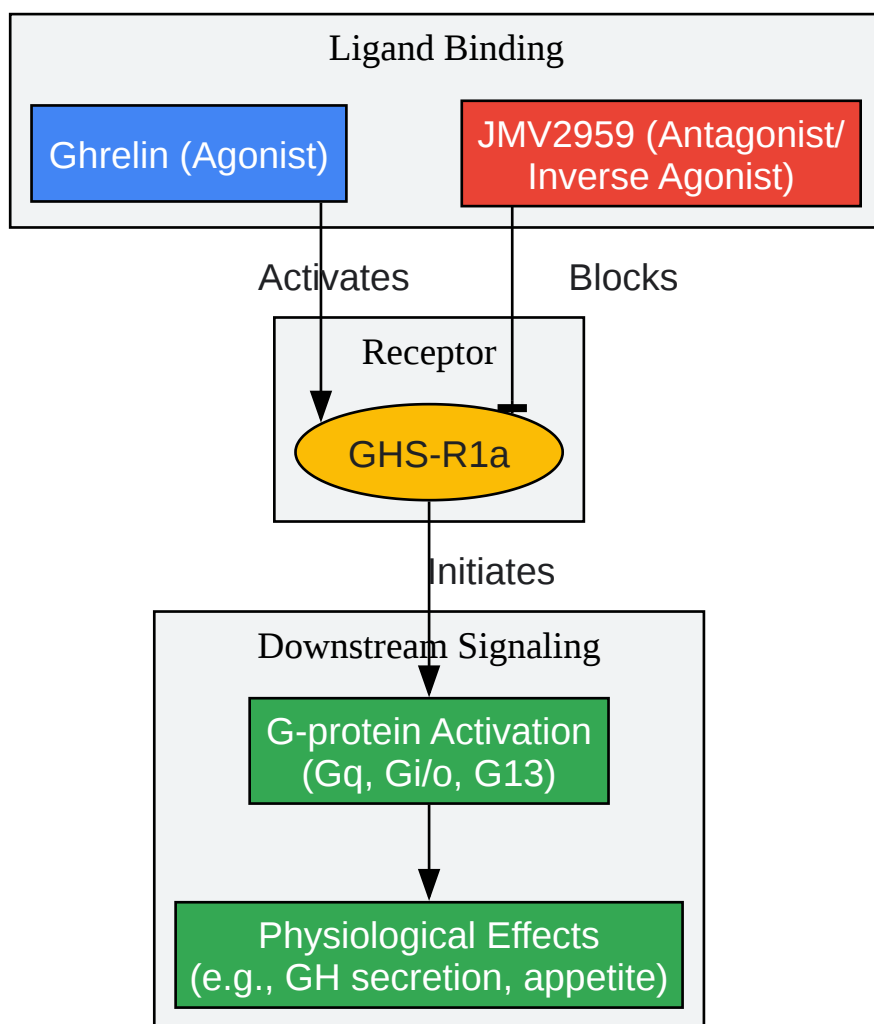 Ligand Binding
Ghrelin (Agonist)
JMV2959 (Antagonist/
Inverse Agonist)
Activates
Blocks
Receptor
GHS-R1a
Initiates
Downstream Signaling
G-protein Activation
(Gq, Gi/o, G13)
Physiological Effects
(e.g., GH secretion, appetite)